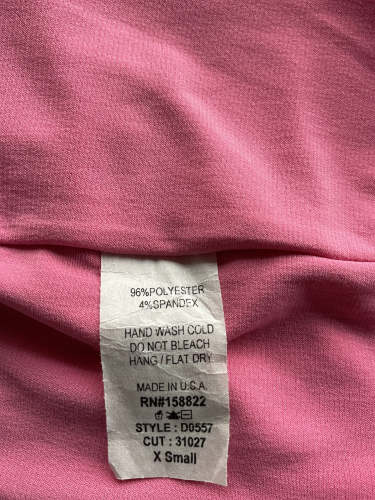 96%POLYESTER
4%SPANDEX
HAND WASH COLD
DO NOT BLEACH
HANG / FLAT DRY
MADE IN U.S.A.
RN#158822
STYLE : D0557
CUT : 31027
X Small